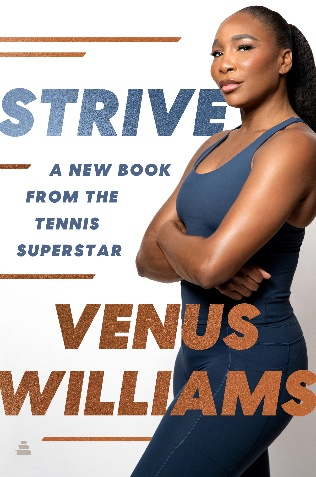 STRIVE
A NEW BOOK
FROM THE
TENNIS
SUPERSTAR
VENUS
WILLIAMS